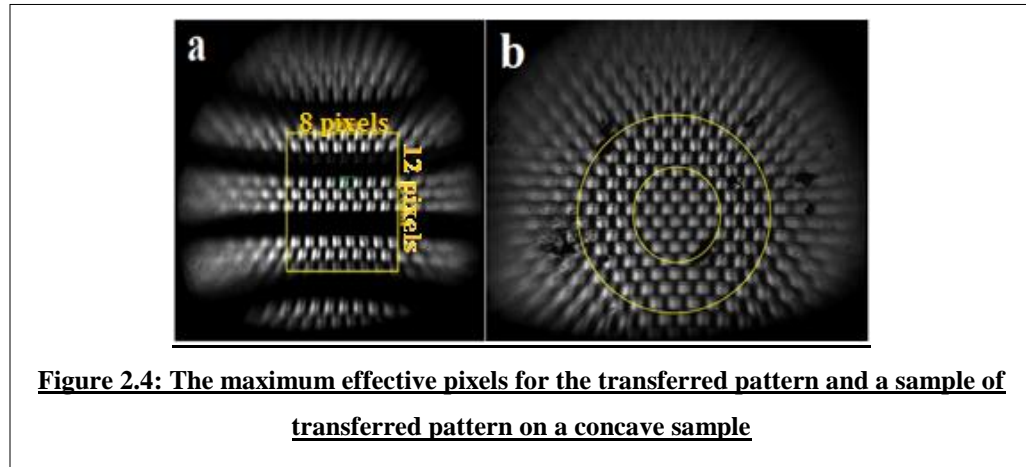 a
b
8 pixels
12 pixels
Figure 2.4: The maximum effective pixels for the transferred pattern and a sample of
transferred pattern on a concave sample